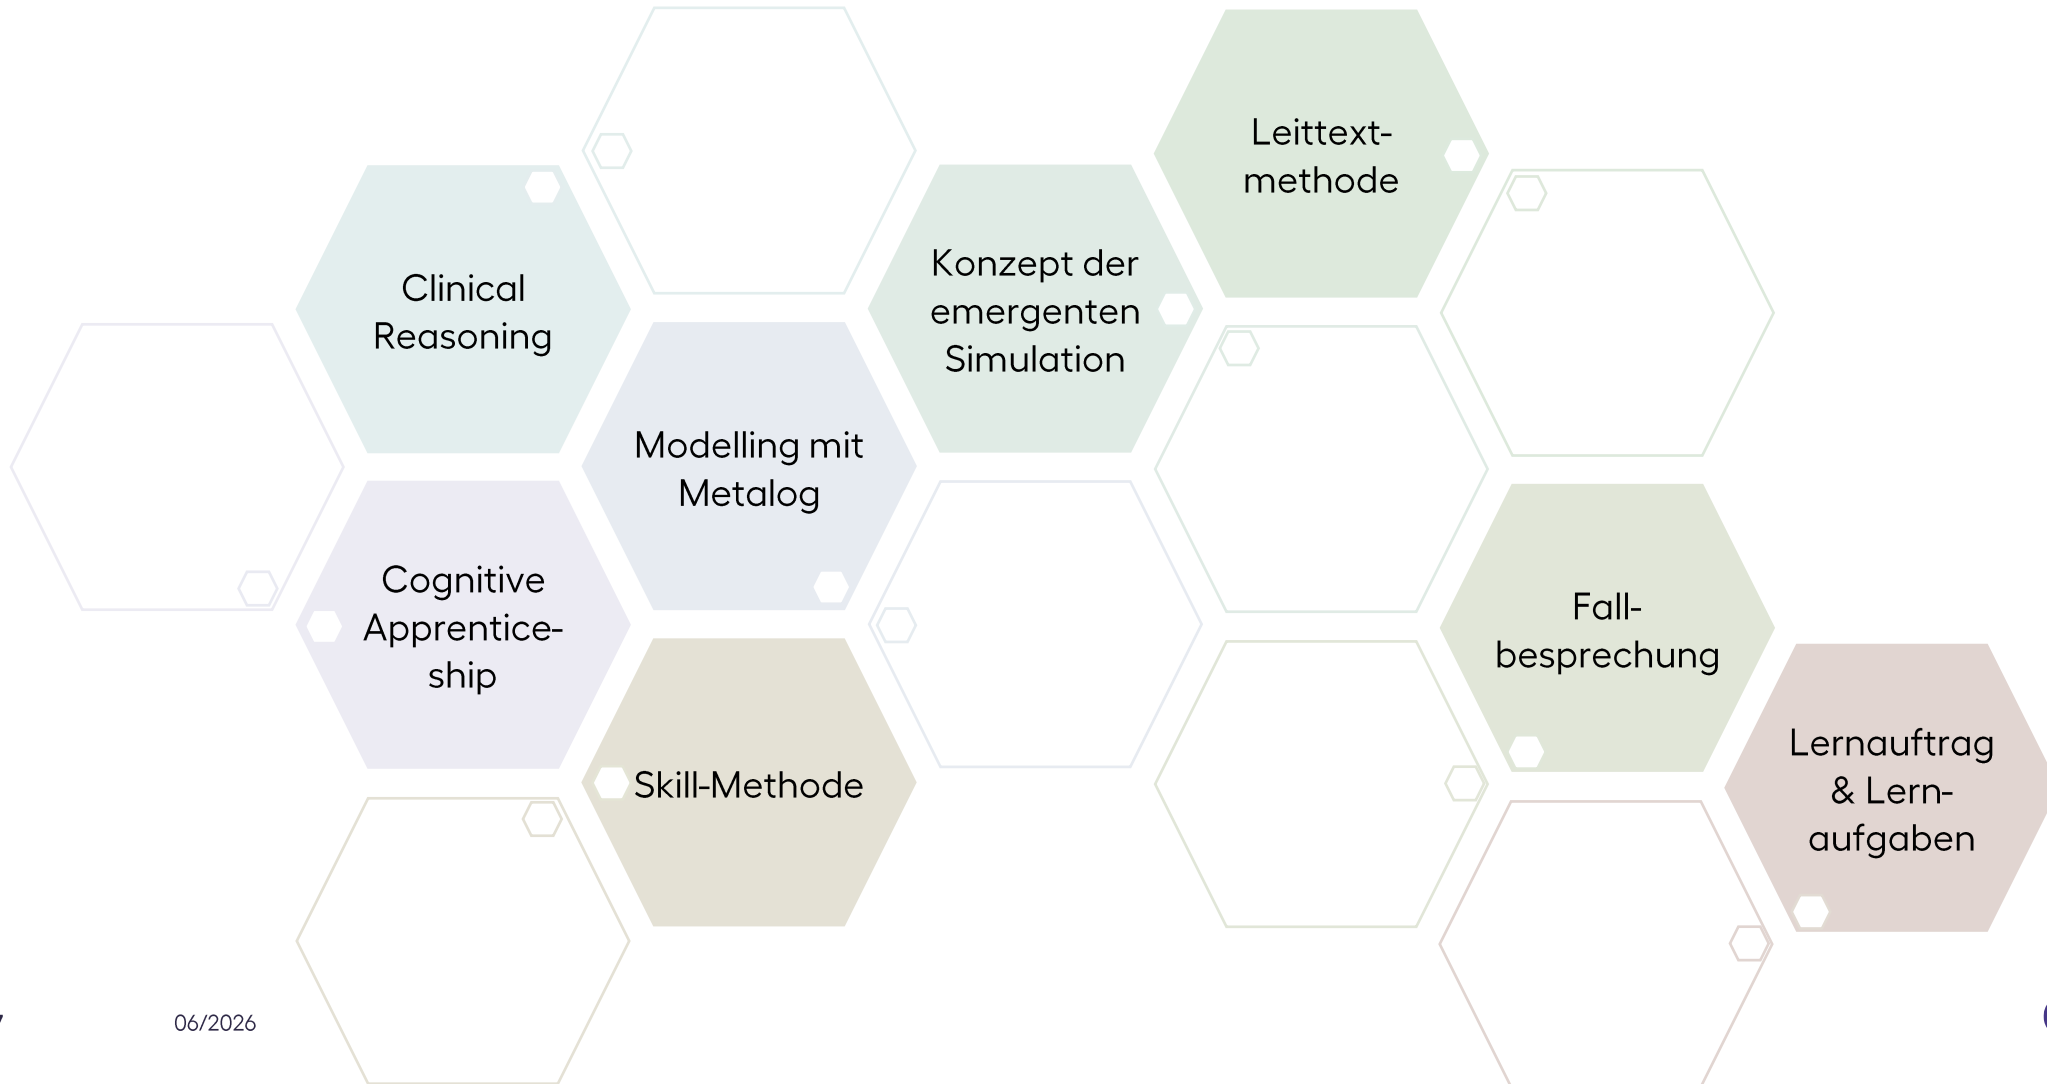 Leittext-
methode
Clinical
Reasoning
Konzept der
emergenten
Simulation
Modelling mit
Metalog
Cognitive
Apprentice-
ship
Fall-
besprechung
Skill-Methode
Lernauftrag
& Lern-
aufgaben
06/2026